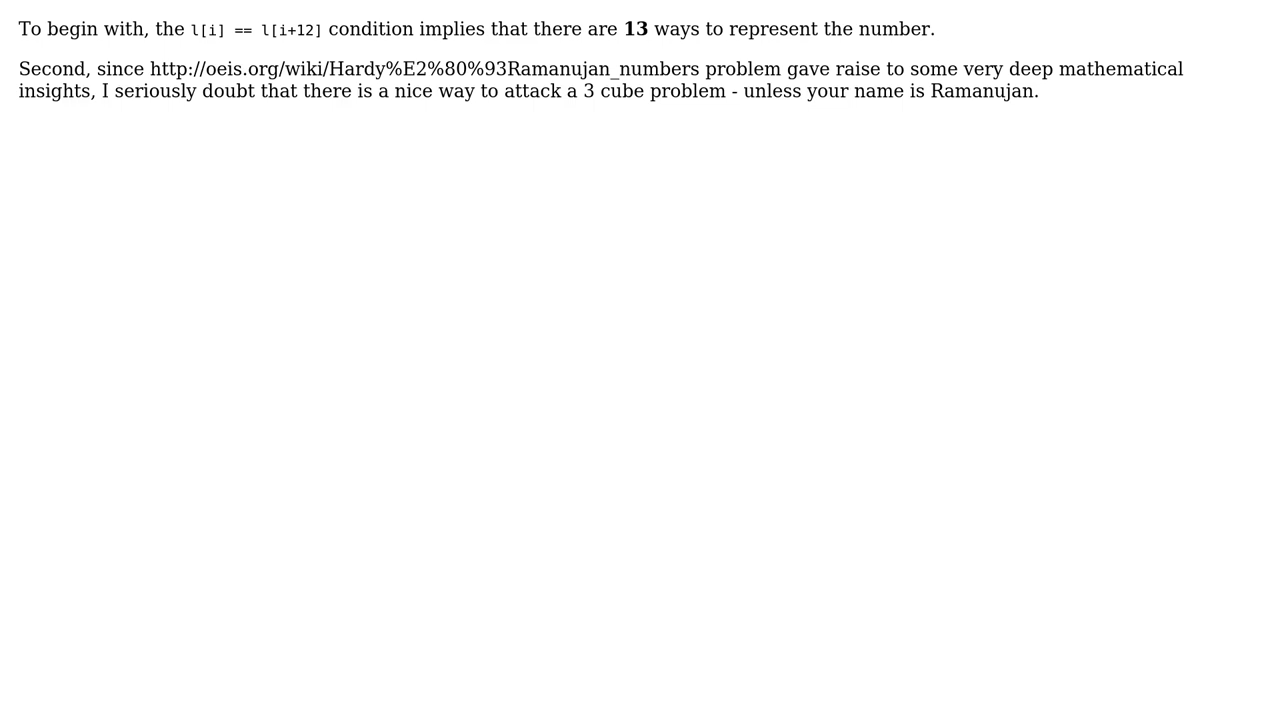 To begin with, the l[i] == l[i+12] condition implies that there are 13 ways to represent the number.
Second, since http://oeis.org/wiki/Hardy%E2%80%93Ramanujan_numbers problem gave raise to some very deep mathematical
insights, I seriously doubt that there is a nice way to attack a 3 cube problem - unless your name is Ramanujan.